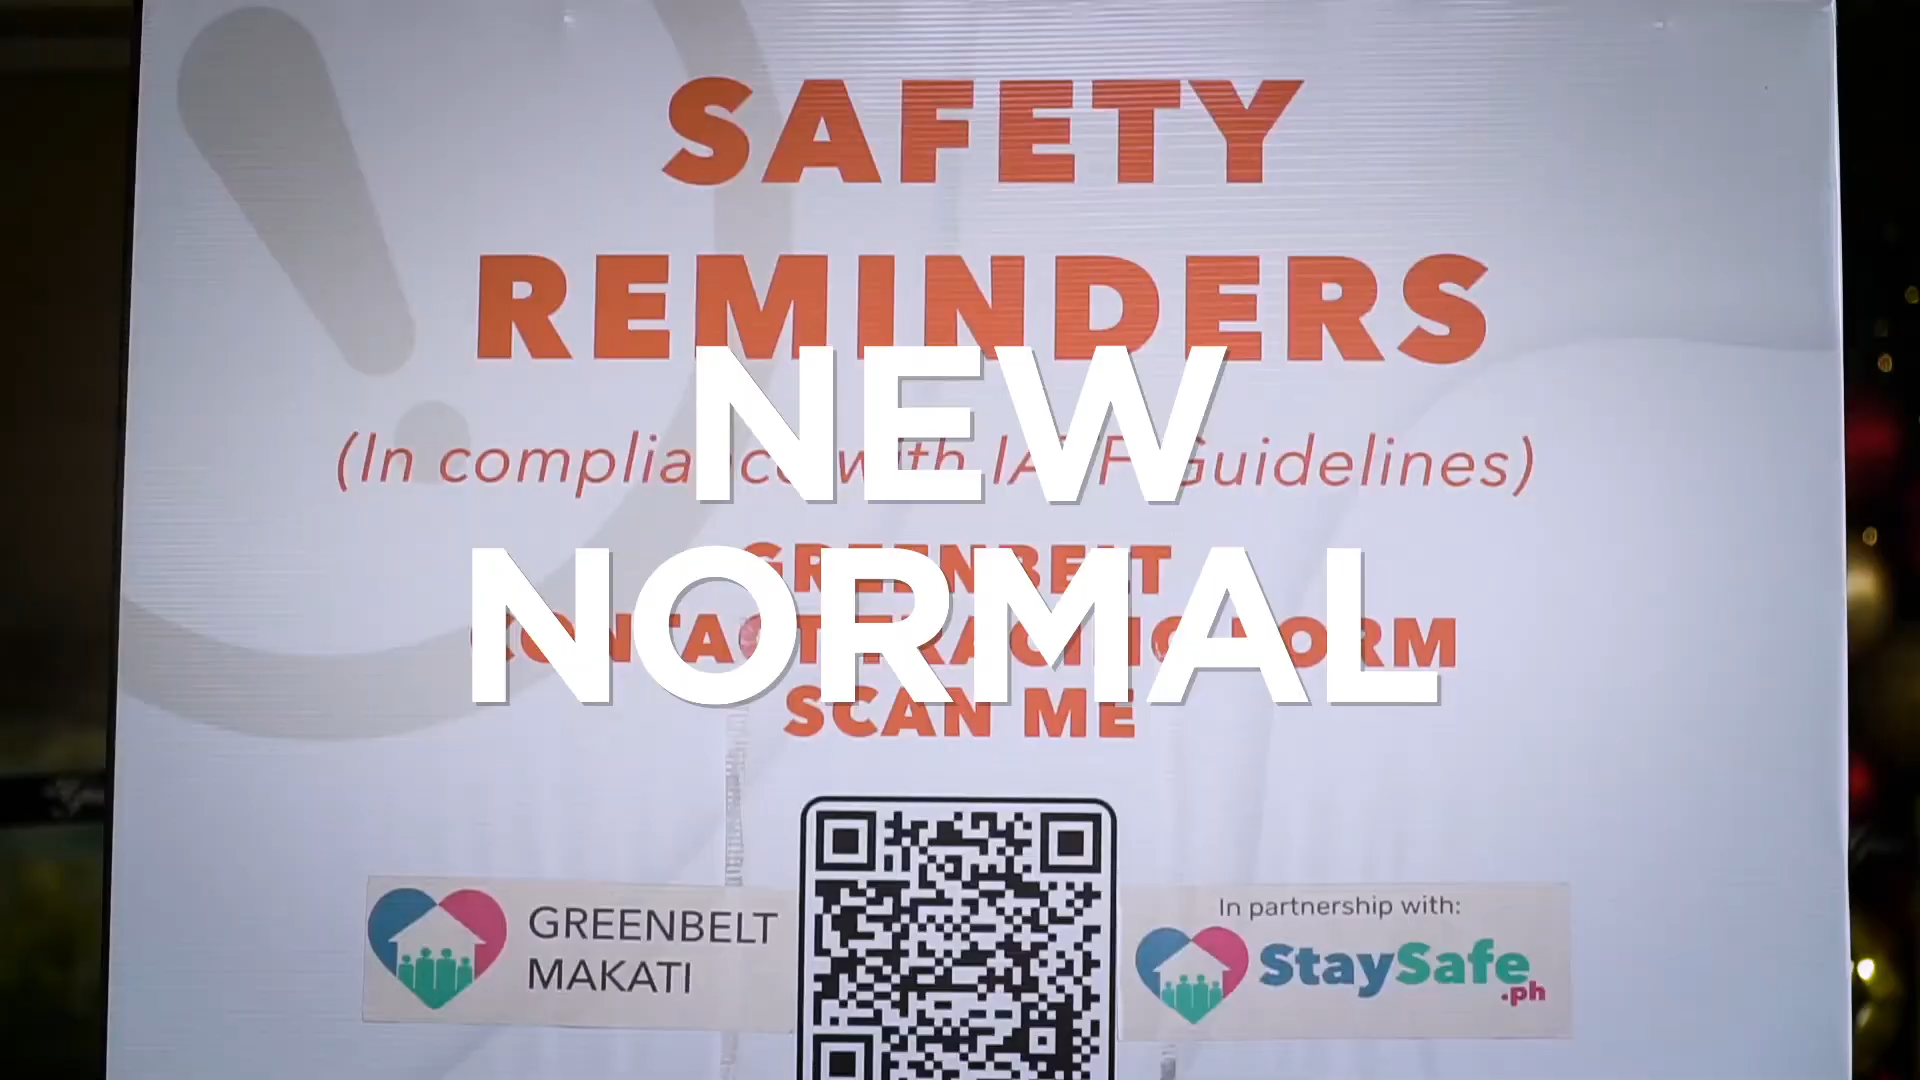 SAFETY
REMINDERS
NEW
(In compliance with IATF Guidelines)
GREENBELT
NORMAL
CONTACT TRACING FORM
SCAN ME
GREENBELT
MAKATI
In partnership with:
StaySafe
.ph